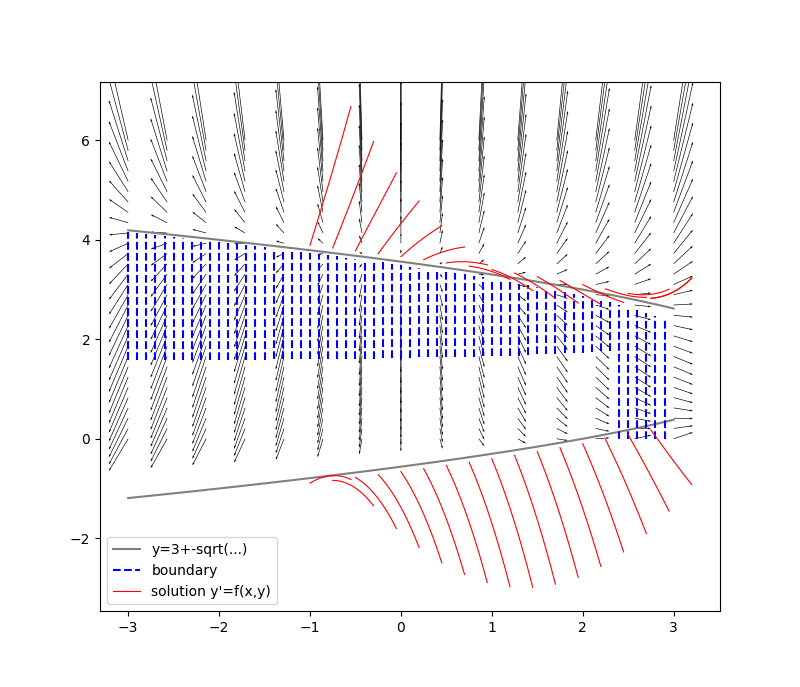 6
4
2
0
−2
y=3+-sqrt(...)
boundary
solution y'=f(x,y)
−3 −2 −1 0 1 2 3